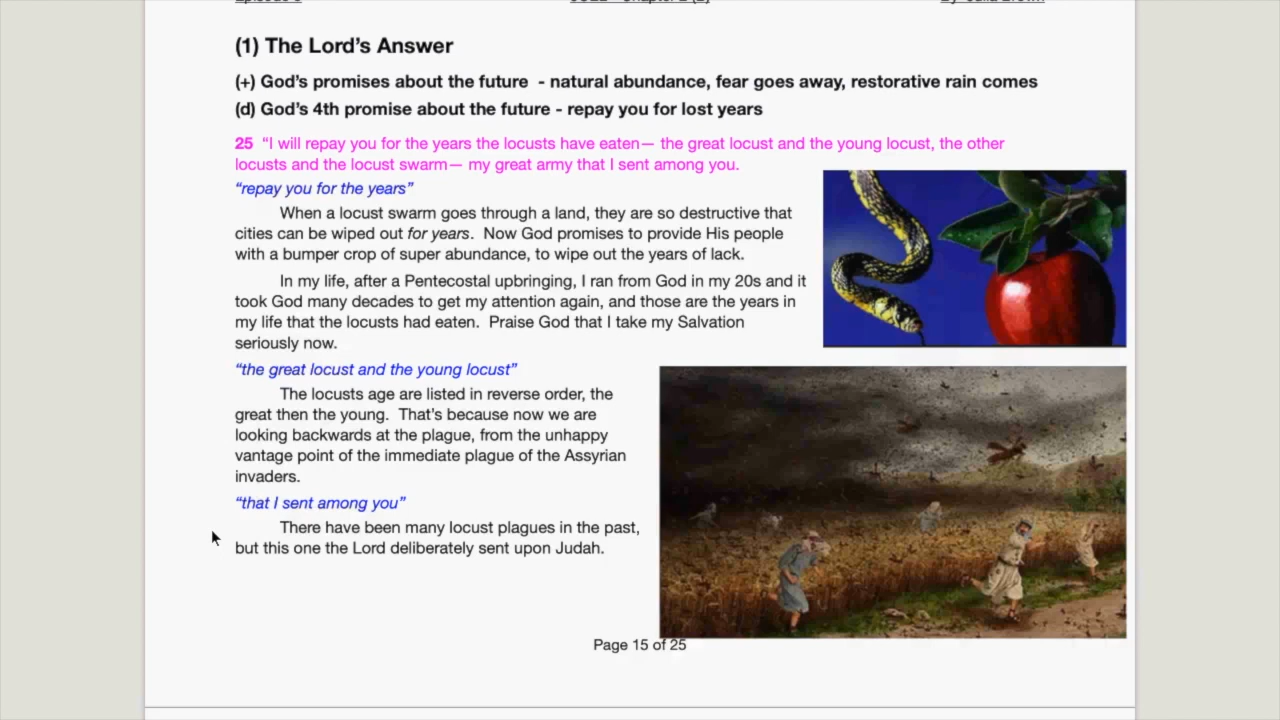 (1) The Lord’s Answer
(+) God’s promises about the future  - natural abundance, fear goes away, restorative rain comes
(d) God’s 4th promise about the future - repay you for lost years
25  “I will repay you for the years the locusts have eaten— the great locust and the young locust, the other
locusts and the locust swarm— my great army that I sent among you.
“repay you for the years”
When a locust swarm goes through a land, they are so destructive that
cities can be wiped out for years.  Now God promises to provide His people
with a bumper crop of super abundance, to wipe out the years of lack.
In my life, after a Pentecostal upbringing, I ran from God in my 20s and it
took God many decades to get my attention again, and those are the years in
my life that the locusts had eaten.  Praise God that I take my Salvation
seriously now.
“the great locust and the young locust”
The locusts age are listed in reverse order, the
great then the young.  That’s because now we are
looking backwards at the plague, from the unhappy
vantage point of the immediate plague of the Assyrian
invaders.
“that I sent among you”
There have been many locust plagues in the past,
but this one the Lord deliberately sent upon Judah.
Page 15 of 25